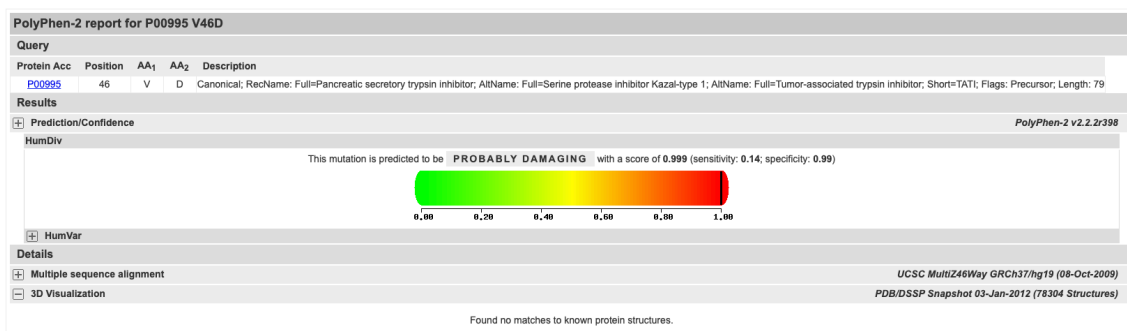 PolyPhen-2 report for P00995 V46D
Query
Protein Acc Position AA1 AA2 Description
P00995 46 V D Canonical; RecName: Full=Pancreatic secretory trypsin inhibitor; AltName: Full=Serine protease inhibitor Kazal-type 1; AltName: Full=Tumor-associated trypsin inhibitor; Short=TATI; Flags: Precursor; Length: 79
Results
Prediction/Confidence PolyPhen-2 v2.2.2r398
HumDiv
This mutation is predicted to be PROBABLY DAMAGING with a score of 0.999 (sensitivity: 0.14; specificity: 0.99)
0.00 0.20 0.40 0.60 0.80 1.00
HumVar
Details
Multiple sequence alignment UCSC MultiZ46Way GRCh37/hg19 (08-Oct-2009)
3D Visualization PDB/DSSP Snapshot 03-Jan-2012 (78304 Structures)
Found no matches to known protein structures.